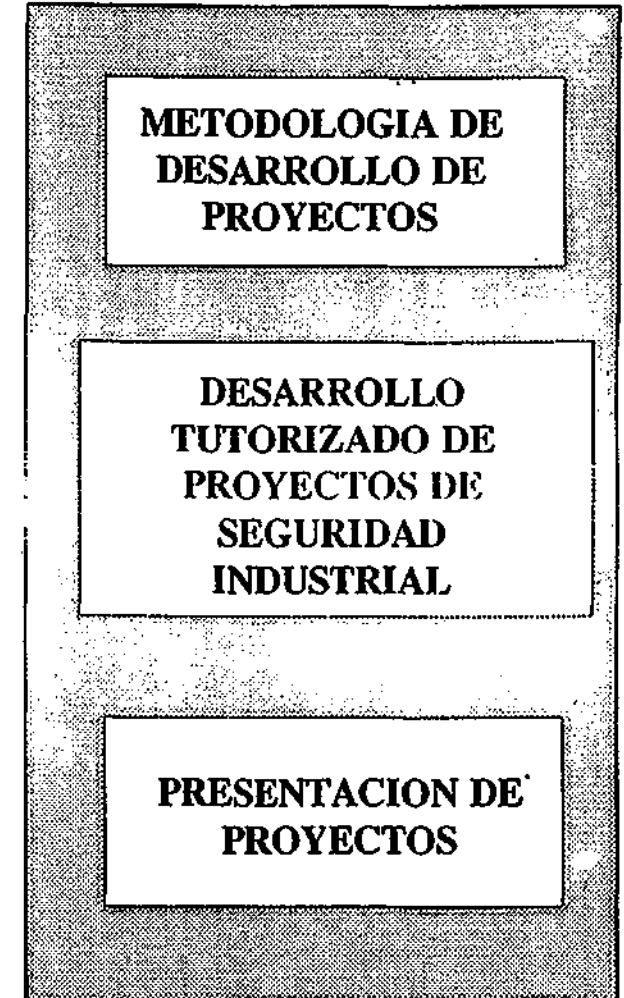 METODOLOGIA DE
DESARROLLO DE
PROYECTOS
DESARROLLO
TUTORIZADO DE
PROYECTOS DE
SEGURIDAD
INDUSTRIAL
PRESENTACION DE
PROYECTOS